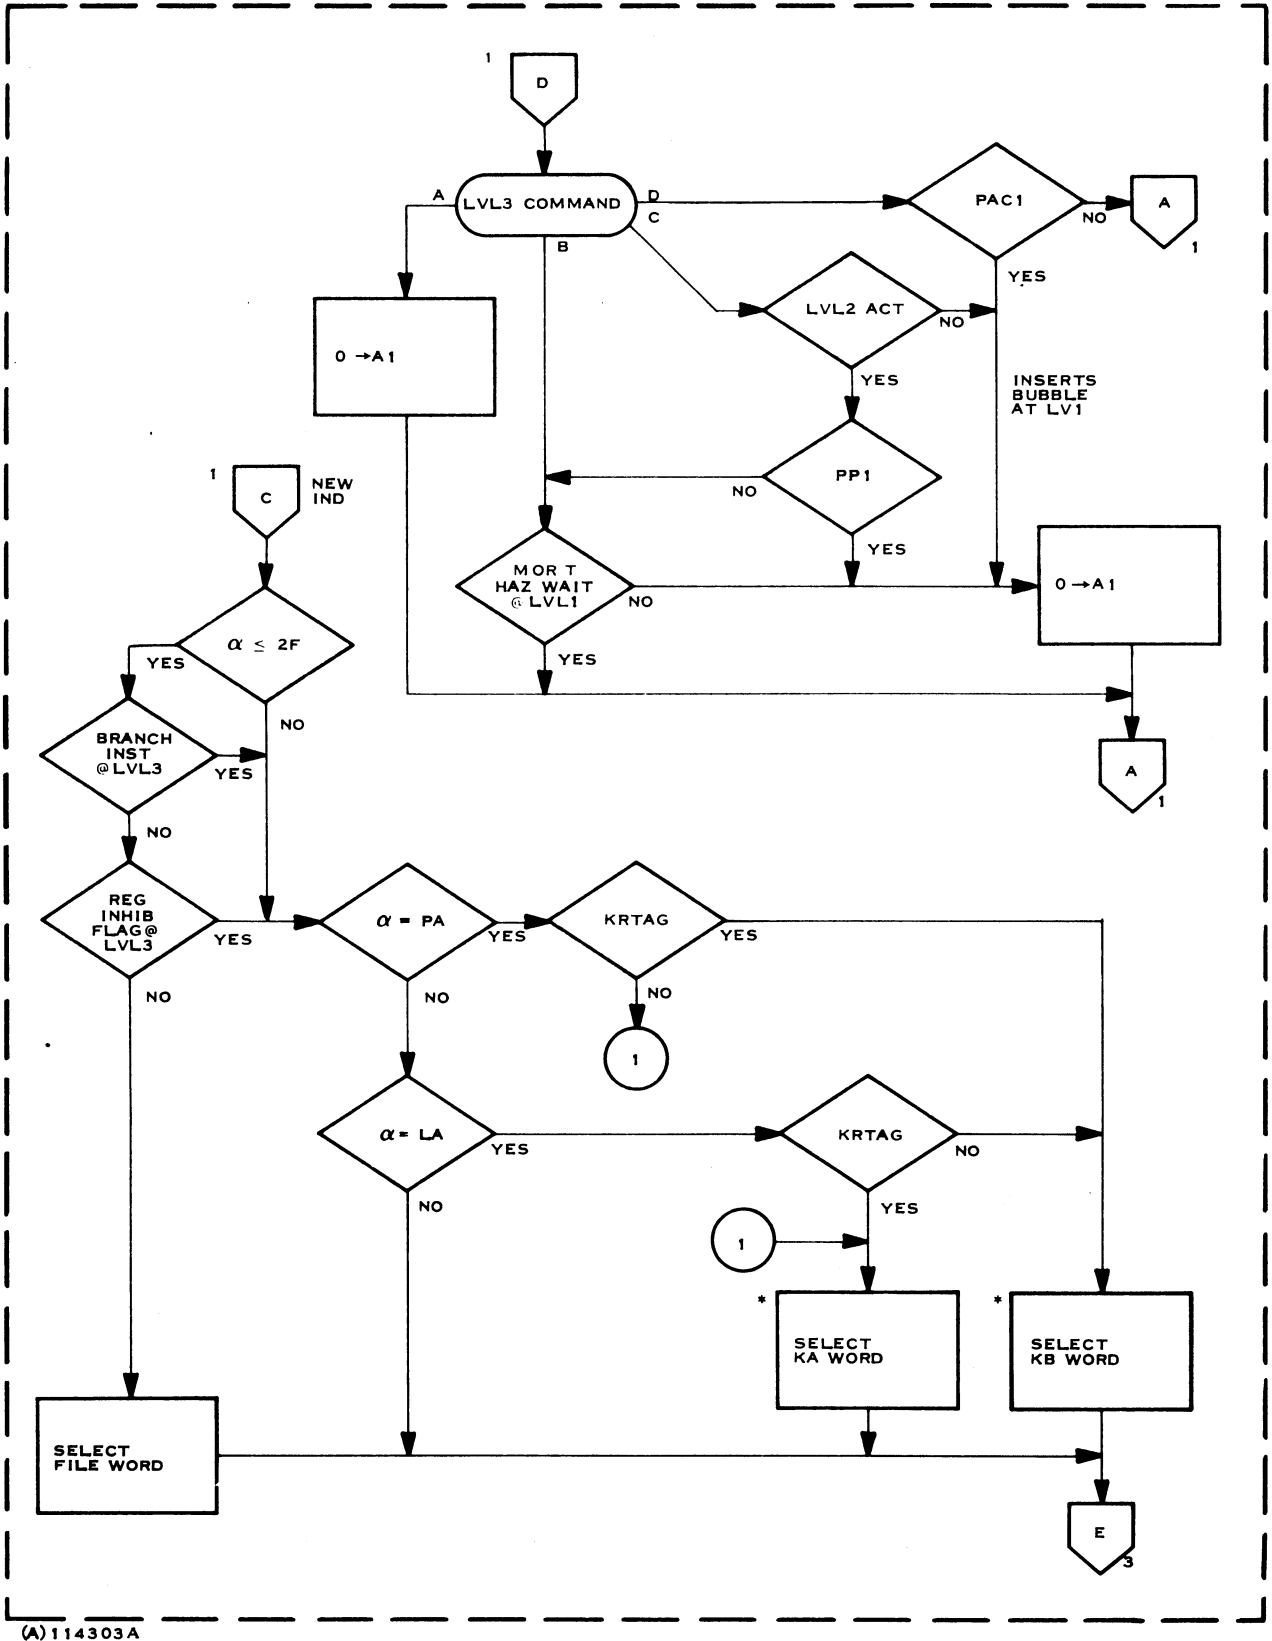 1
D
A
LVL3 COMMAND
D
C
B
PAC1
NO
A
1
YES
LVL2 ACT
NO
0 →A1
YES
INSERTS
BUBBLE
AT LV1
PP1
NO
YES
1
C
NEW
IND
M OR T
HAZ WAIT
@ LVL1
NO
YES
0 →A1
α ≤ 2F
YES
NO
BRANCH
INST
@LVL3
YES
NO
A
1
REG
INHIB
FLAG@
LVL3
YES
NO
α = PA
YES
NO
KRTAG
YES
NO
1
α = LA
YES
NO
KRTAG
NO
YES
1
*
SELECT
KA WORD
*
SELECT
KB WORD
SELECT
FILE WORD
E
3
(A)114303A